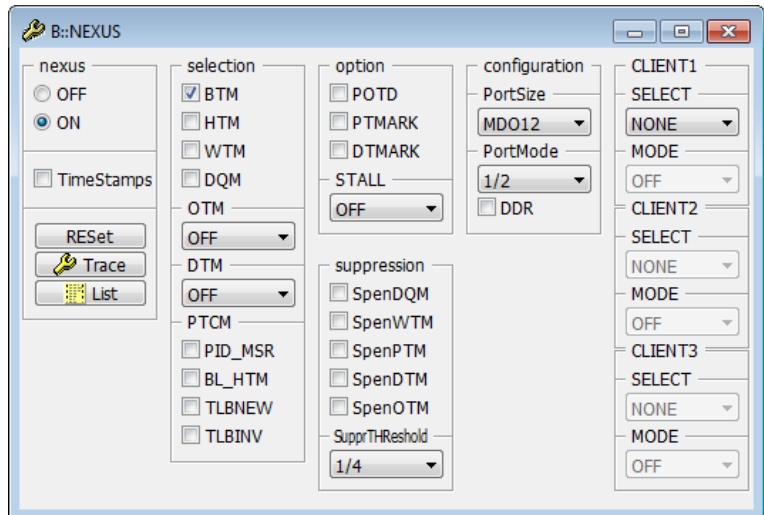 B::NEXUS
nexus
OFF
ON
TimeStamps
RESet
Trace
List
selection
BTM
HTM
WTM
DQM
OTM
OFF
DTM
OFF
PTCM
PID_MSR
BL_HTM
TLBNEW
TLBINV
option
POTD
PTMARK
DTMARK
STALL
OFF
suppression
SpenDQM
SpenWTM
SpenPTM
SpenDTM
SpenOTM
SupprTHReshold
1/4
configuration
PortSize
MDO12
PortMode
1/2
DDR
CLIENT1
SELECT
NONE
MODE
OFF
CLIENT2
SELECT
NONE
MODE
OFF
CLIENT3
SELECT
NONE
MODE
OFF